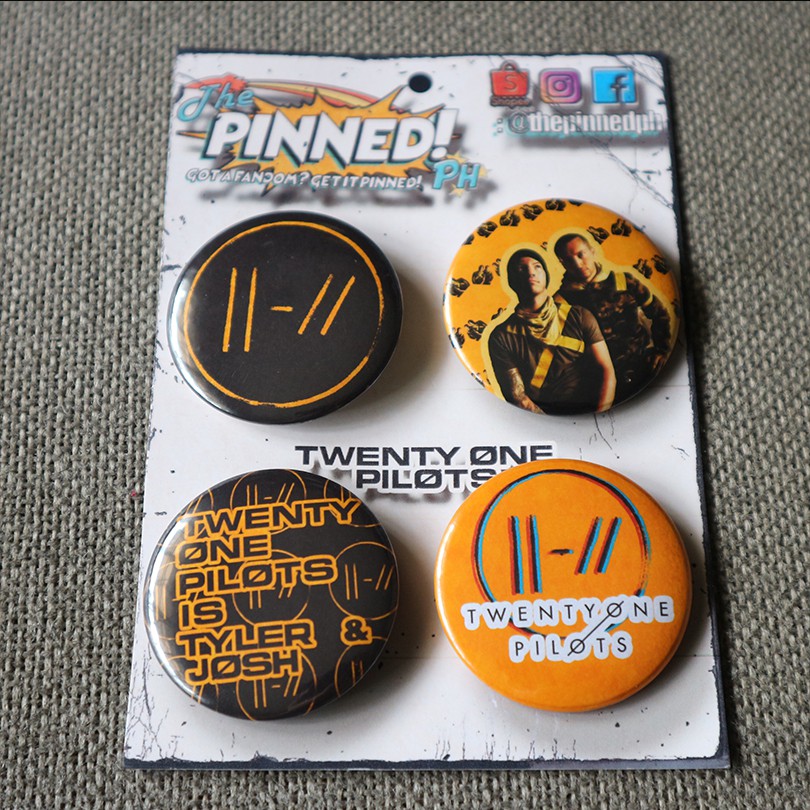 The
PINNED!
GOT A FANDOM? GET IT PINNED! PH
: @thepinnedph
||-//
TWENTY ØNE
PILØTS
TWENTY
ØNE
PILØTS
IS
TYLER &
JØSH
||-//
TWENTY ØNE
PILØTS